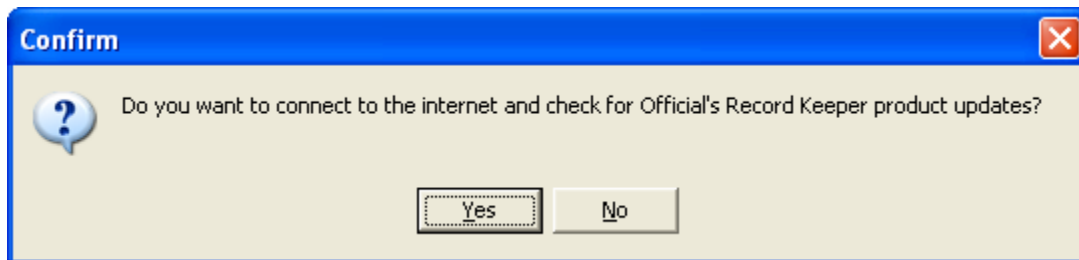 Confirm
Do you want to connect to the internet and check for Official's Record Keeper product updates?
Yes No